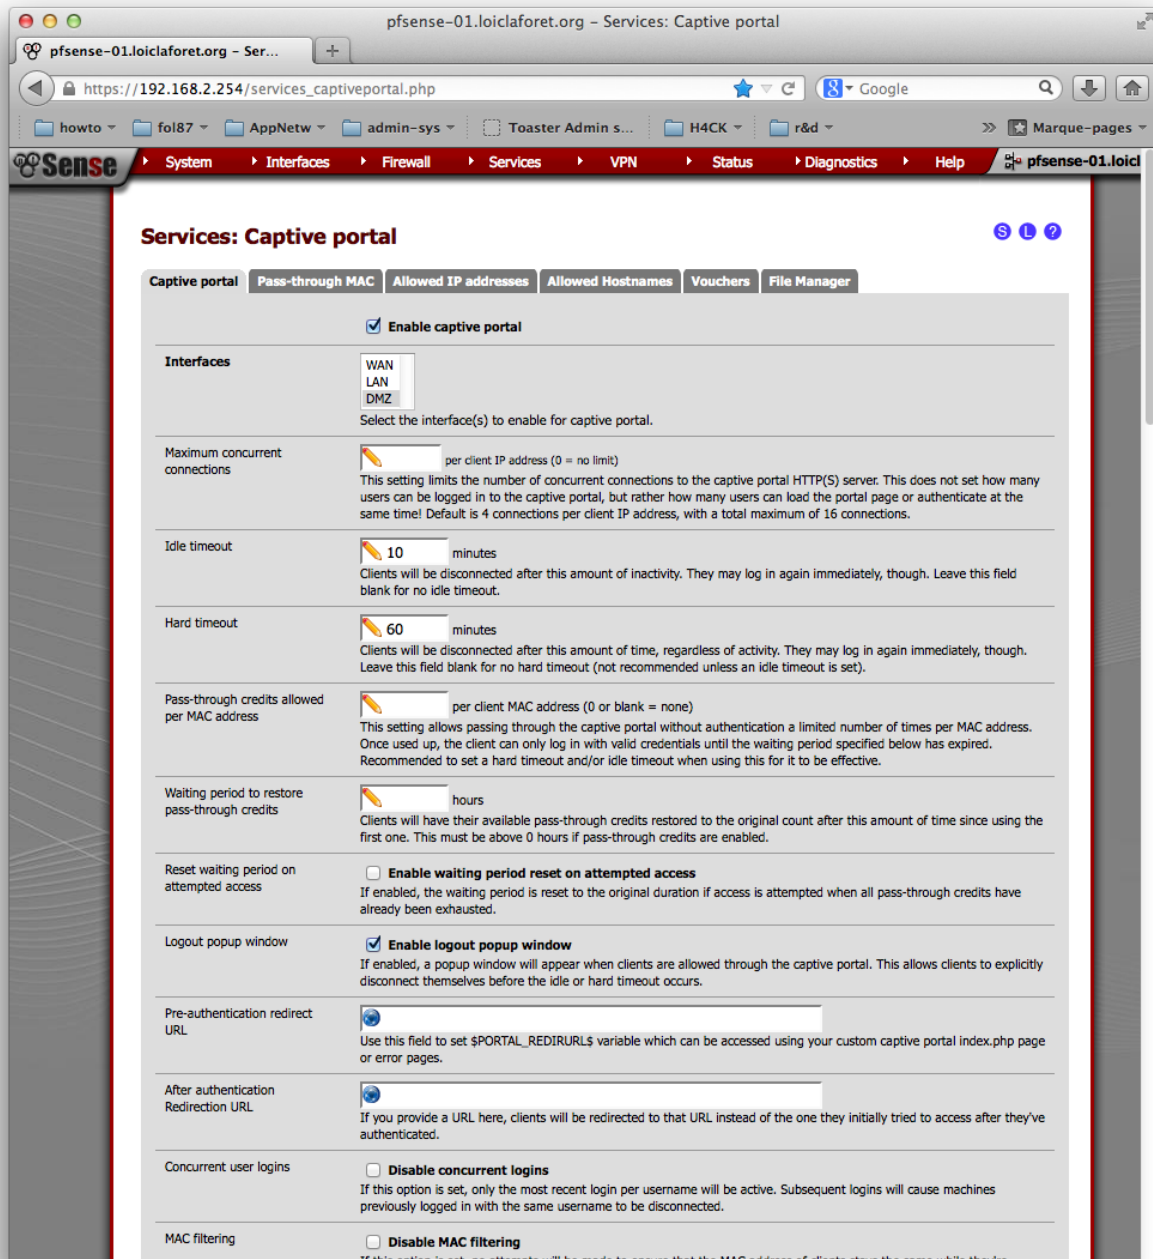 pfsense-01.loiclaforet.org – Services: Captive portal
pfsense-01.loiclaforet.org – Ser...
https://192.168.2.254/services_captiveportal.php
Google
howto
fol87
AppNetw
admin-sys
Toaster Admin s...
H4CK
r&d
Marque-pages
Sense
System
Interfaces
Firewall
Services
VPN
Status
Diagnostics
Help
pfsense-01.loicl
Services: Captive portal
S L ?
Captive portal
Pass-through MAC
Allowed IP addresses
Allowed Hostnames
Vouchers
File Manager
Enable captive portal
Interfaces
WAN
LAN
DMZ
Select the interface(s) to enable for captive portal.
Maximum concurrent
connections
per client IP address (0 = no limit)
This setting limits the number of concurrent connections to the captive portal HTTP(S) server. This does not set how many
users can be logged in to the captive portal, but rather how many users can load the portal page or authenticate at the
same time! Default is 4 connections per client IP address, with a total maximum of 16 connections.
Idle timeout
10 minutes
Clients will be disconnected after this amount of inactivity. They may log in again immediately, though. Leave this field
blank for no idle timeout.
Hard timeout
60 minutes
Clients will be disconnected after this amount of time, regardless of activity. They may log in again immediately, though.
Leave this field blank for no hard timeout (not recommended unless an idle timeout is set).
Pass-through credits allowed
per MAC address
per client MAC address (0 or blank = none)
This setting allows passing through the captive portal without authentication a limited number of times per MAC address.
Once used up, the client can only log in with valid credentials until the waiting period specified below has expired.
Recommended to set a hard timeout and/or idle timeout when using this for it to be effective.
Waiting period to restore
pass-through credits
hours
Clients will have their available pass-through credits restored to the original count after this amount of time since using the
first one. This must be above 0 hours if pass-through credits are enabled.
Reset waiting period on
attempted access
Enable waiting period reset on attempted access
If enabled, the waiting period is reset to the original duration if access is attempted when all pass-through credits have
already been exhausted.
Logout popup window
Enable logout popup window
If enabled, a popup window will appear when clients are allowed through the captive portal. This allows clients to explicitly
disconnect themselves before the idle or hard timeout occurs.
Pre-authentication redirect
URL
Use this field to set $PORTAL_REDIRURL$ variable which can be accessed using your custom captive portal index.php page
or error pages.
After authentication
Redirection URL
If you provide a URL here, clients will be redirected to that URL instead of the one they initially tried to access after they've
authenticated.
Concurrent user logins
Disable concurrent logins
If this option is set, only the most recent login per username will be active. Subsequent logins will cause machines
previously logged in with the same username to be disconnected.
MAC filtering
Disable MAC filtering
If this option is set, no attempts will be made to ensure that the MAC address of clients stays the same while they're